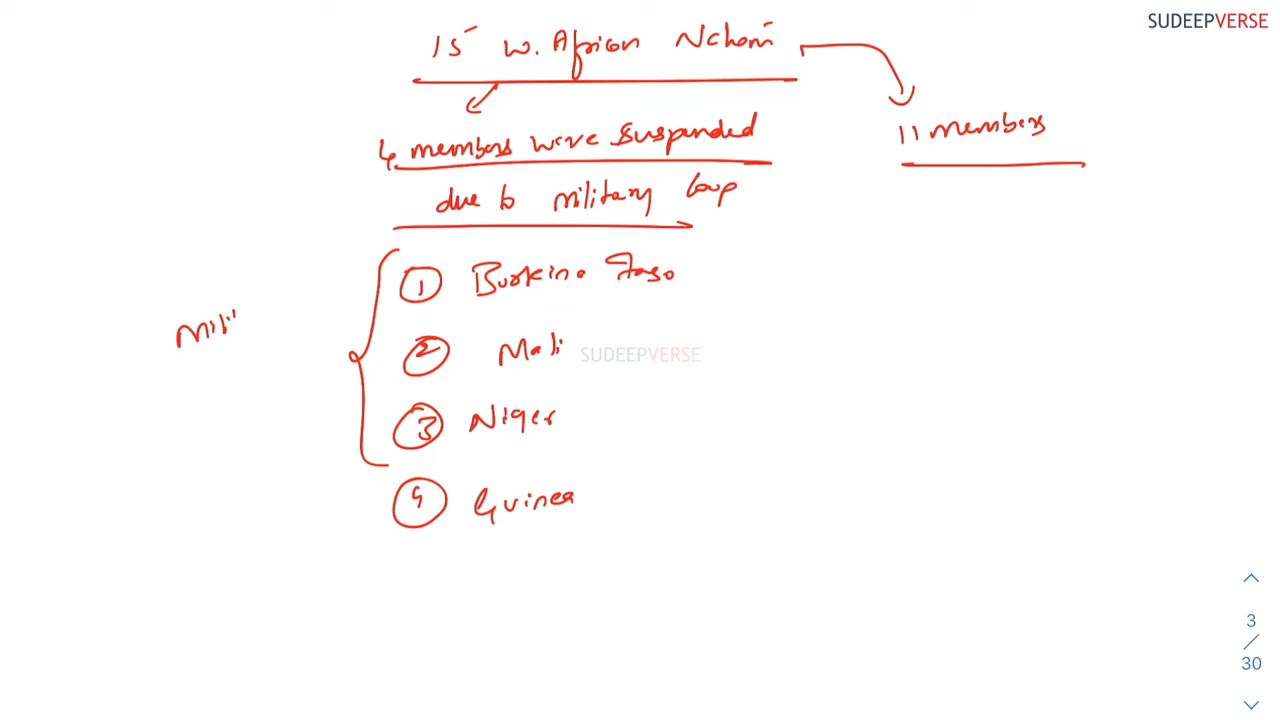 SUDEEPVERSE
15 W. African
11 members
4 members were suspended
due to military coup
1 Burkina Faso
2 Mali
SUDEEPVERSE
3 Niger
4 Guinea
Mili
3
/
30